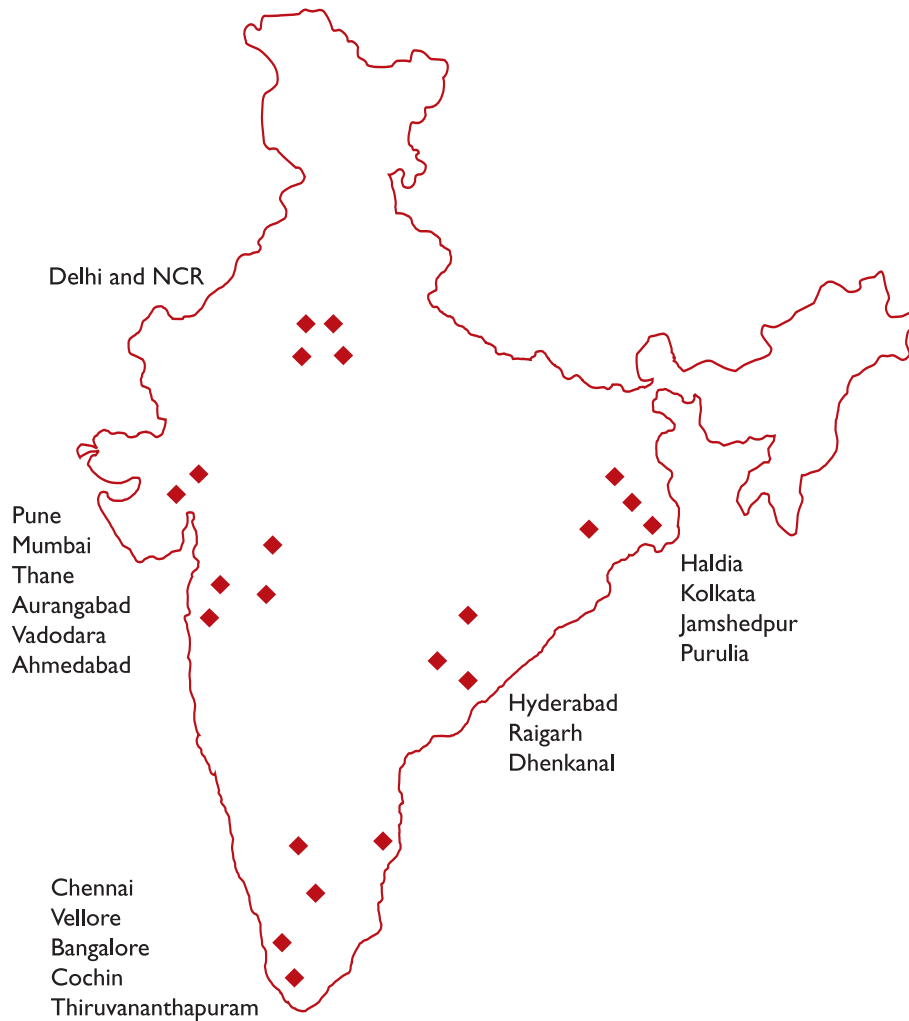 Delhi and NCR
Pune
Mumbai
Thane
Aurangabad
Vadodara
Ahmedabad
Haldia
Kolkata
Jamshedpur
Purulia
Hyderabad
Raigarh
Dhenkanal
Chennai
Vellore
Bangalore
Cochin
Thiruvananthapuram